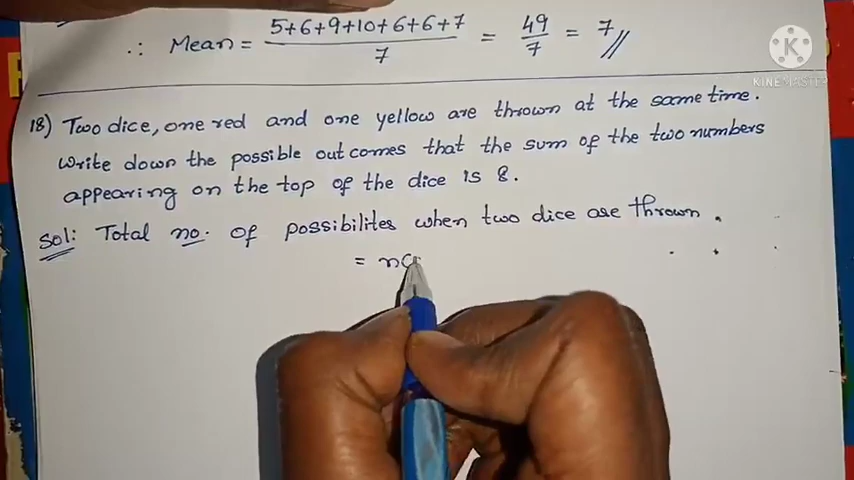 5+6+9+10+6+6+7
∴ Mean = ——— = 49/7 = 7 //
7
KINEMASTER
18) Two dice, one red and one yellow are thrown at the same time.
write down the possible outcomes that the sum of the two numbers
appearing on the top of the dice is 8.
Sol: Total no. of possibilites when two dice are thrown.
= n(